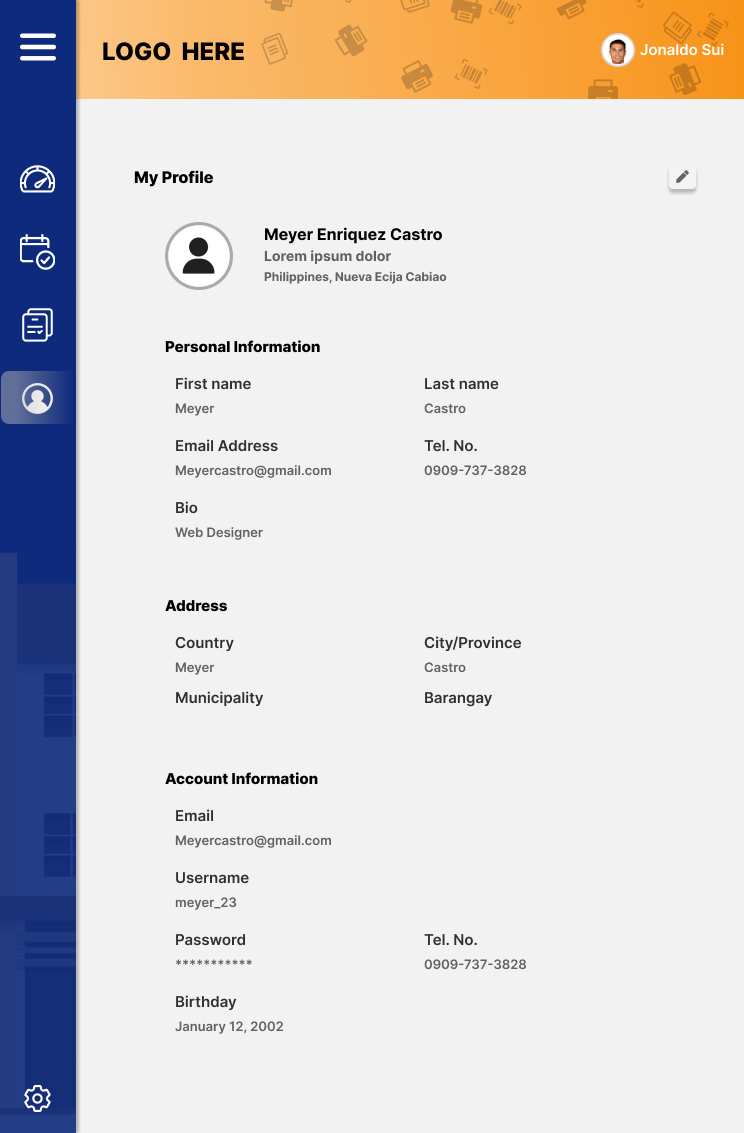 LOGO HERE
Jonaldo Sui
My Profile
Meyer Enriquez Castro
Lorem ipsum dolor
Philippines, Nueva Ecija Cabiao
Personal Information
First name Last name
Meyer Castro
Email Address Tel. No.
Meyercastro@gmail.com 0909-737-3828
Bio
Web Designer
Address
Country City/Province
Meyer Castro
Municipality Barangay
Account Information
Email
Meyercastro@gmail.com
Username
meyer_23
Password Tel. No.
*********** 0909-737-3828
Birthday
January 12, 2002